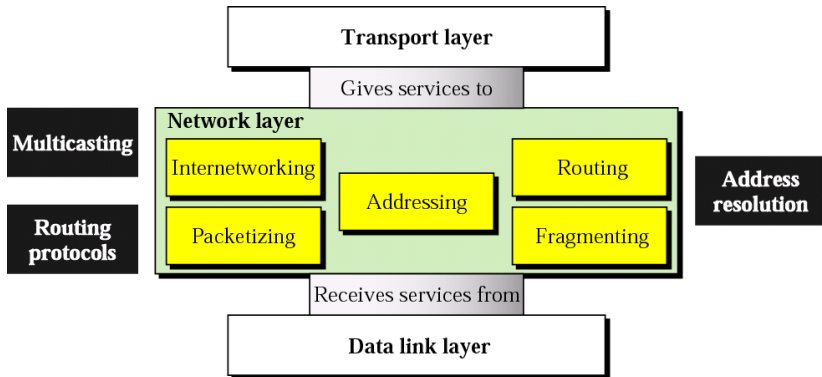 Transport layer
Gives services to
Network layer
Multicasting
Internetworking
Routing
Addressing
Address
resolution
Routing
protocols
Packetizing
Fragmenting
Receives services from
Data link layer